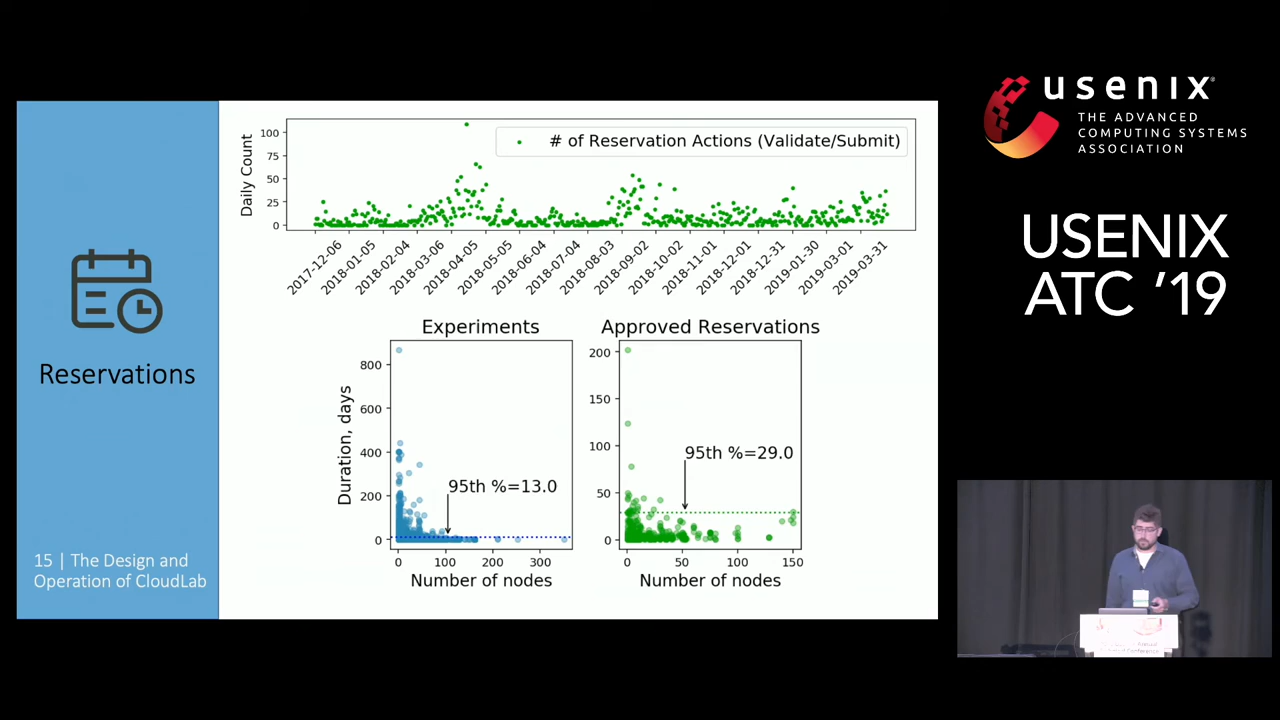 Reservations
15 | The Design and
Operation of CloudLab
# of Reservation Actions (Validate/Submit)
Daily Count
100
75
50
25
0
2017-12-06
2018-01-05
2018-02-04
2018-03-06
2018-04-05
2018-05-05
2018-06-04
2018-07-04
2018-08-03
2018-09-02
2018-10-02
2018-11-01
2018-12-01
2018-12-31
2019-01-30
2019-03-01
2019-03-31
Experiments
Duration, days
800
600
400
200
0
95th %=13.0
0 100 200 300
Number of nodes
Approved Reservations
200
150
100
50
0
95th %=29.0
0 50 100 150
Number of nodes
usenix
THE ADVANCED
COMPUTING SYSTEMS
ASSOCIATION
USENIX
ATC '19